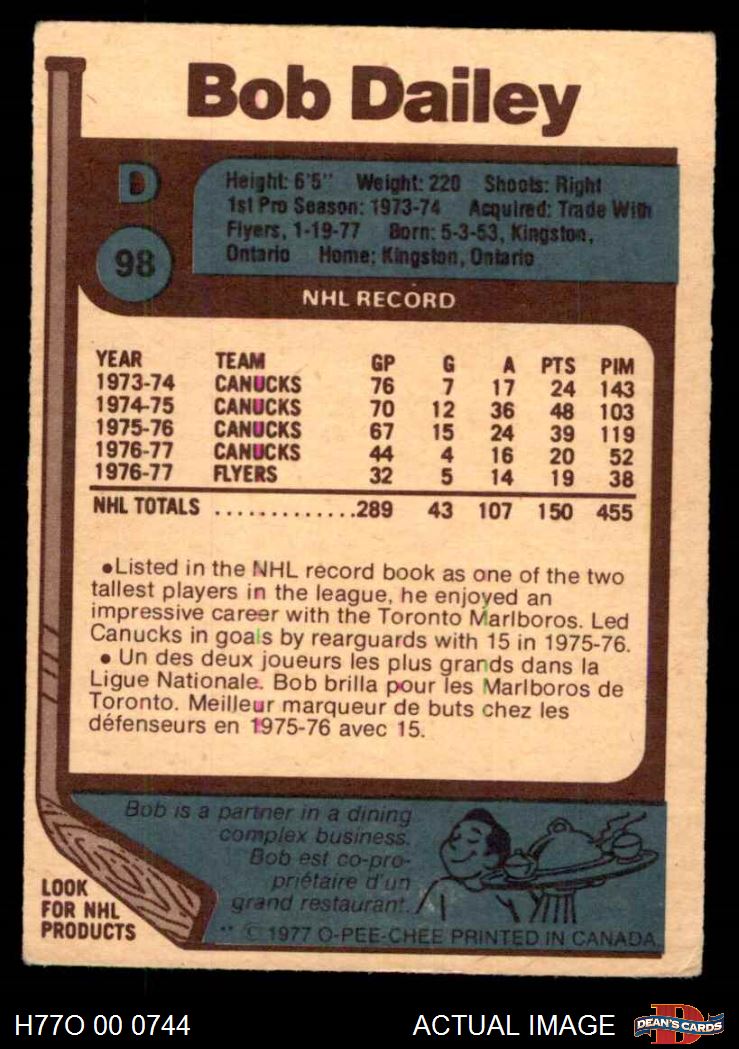 Bob Dailey
D
98
Height: 6'5" Weight: 220 Shoots: Right
1st Pro Season: 1973-74 Acquired: Trade With
Flyers, 1-19-77 Born: 5-3-53, Kingston,
Ontario Home: Kingston, Ontario
NHL RECORD
YEAR TEAM GP G A PTS PIM
1973-74 CANUCKS 76 7 17 24 143
1974-75 CANUCKS 70 12 36 48 103
1975-76 CANUCKS 67 15 24 39 119
1976-77 CANUCKS 44 4 16 20 52
1976-77 FLYERS 32 5 14 19 38
NHL TOTALS .............289 43 107 150 455
●Listed in the NHL record book as one of the two
tallest players in the league, he enjoyed an
impressive career with the Toronto Marlboros. Led
Canucks in goals by rearguards with 15 in 1975-76.
● Un des deux joueurs les plus grands dans la
Ligue Nationale. Bob brilla pour les Marlboros de
Toronto. Meilleur marqueur de buts chez les
défenseurs en 1975-76 avec 15.
Bob is a partner in a dining
complex business.
Bob est co-pro-
priétaire d'un
grand restaurant.
LOOK
FOR NHL
PRODUCTS
** © 1977 O-PEE-CHEE PRINTED IN CANADA
H77O 00 0744 ACTUAL IMAGE
D
DEAN'S CARDS